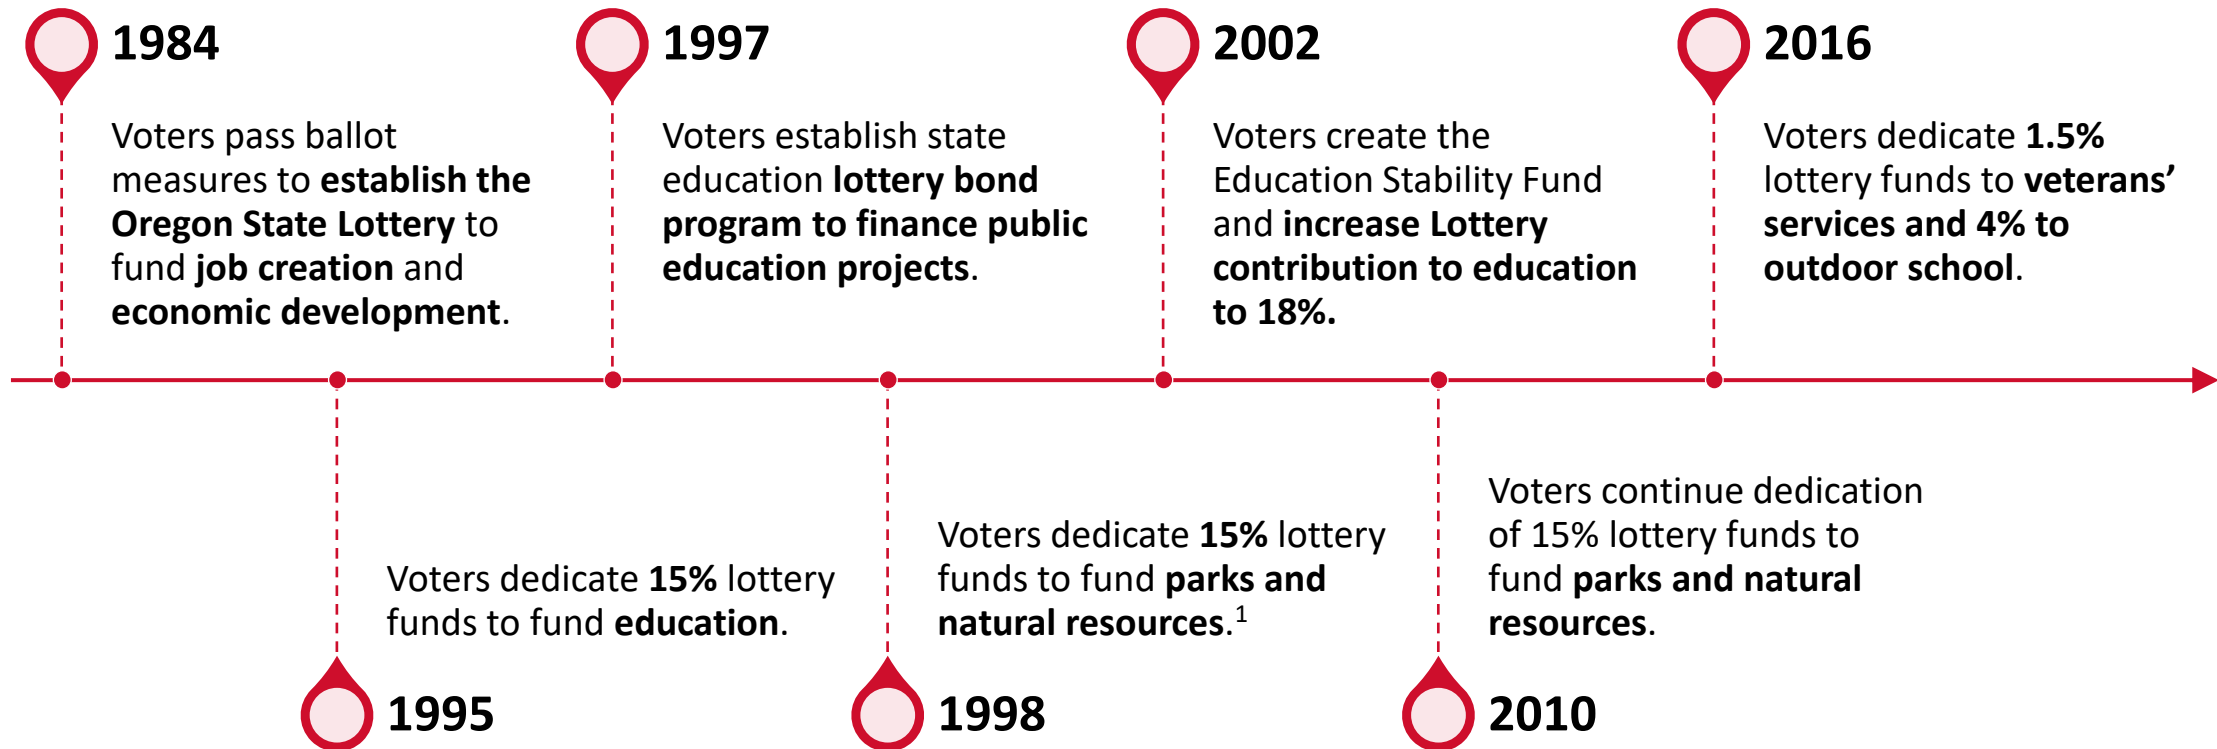 1984
Voters pass ballot
measures to establish the
Oregon State Lottery to
fund job creation and
economic development.
1995
Voters dedicate 15% lottery
funds to fund education.
1997
Voters establish state
education lottery bond
program to finance public
education projects.
1998
Voters dedicate 15% lottery
funds to fund parks and
natural resources.1
2002
Voters create the
Education Stability Fund
and increase Lottery
contribution to education
to 18%.
2010
Voters continue dedication
of 15% lottery funds to
fund parks and natural
resources.
2016
Voters dedicate 1.5%
lottery funds to veterans’
services and 4% to
outdoor school.